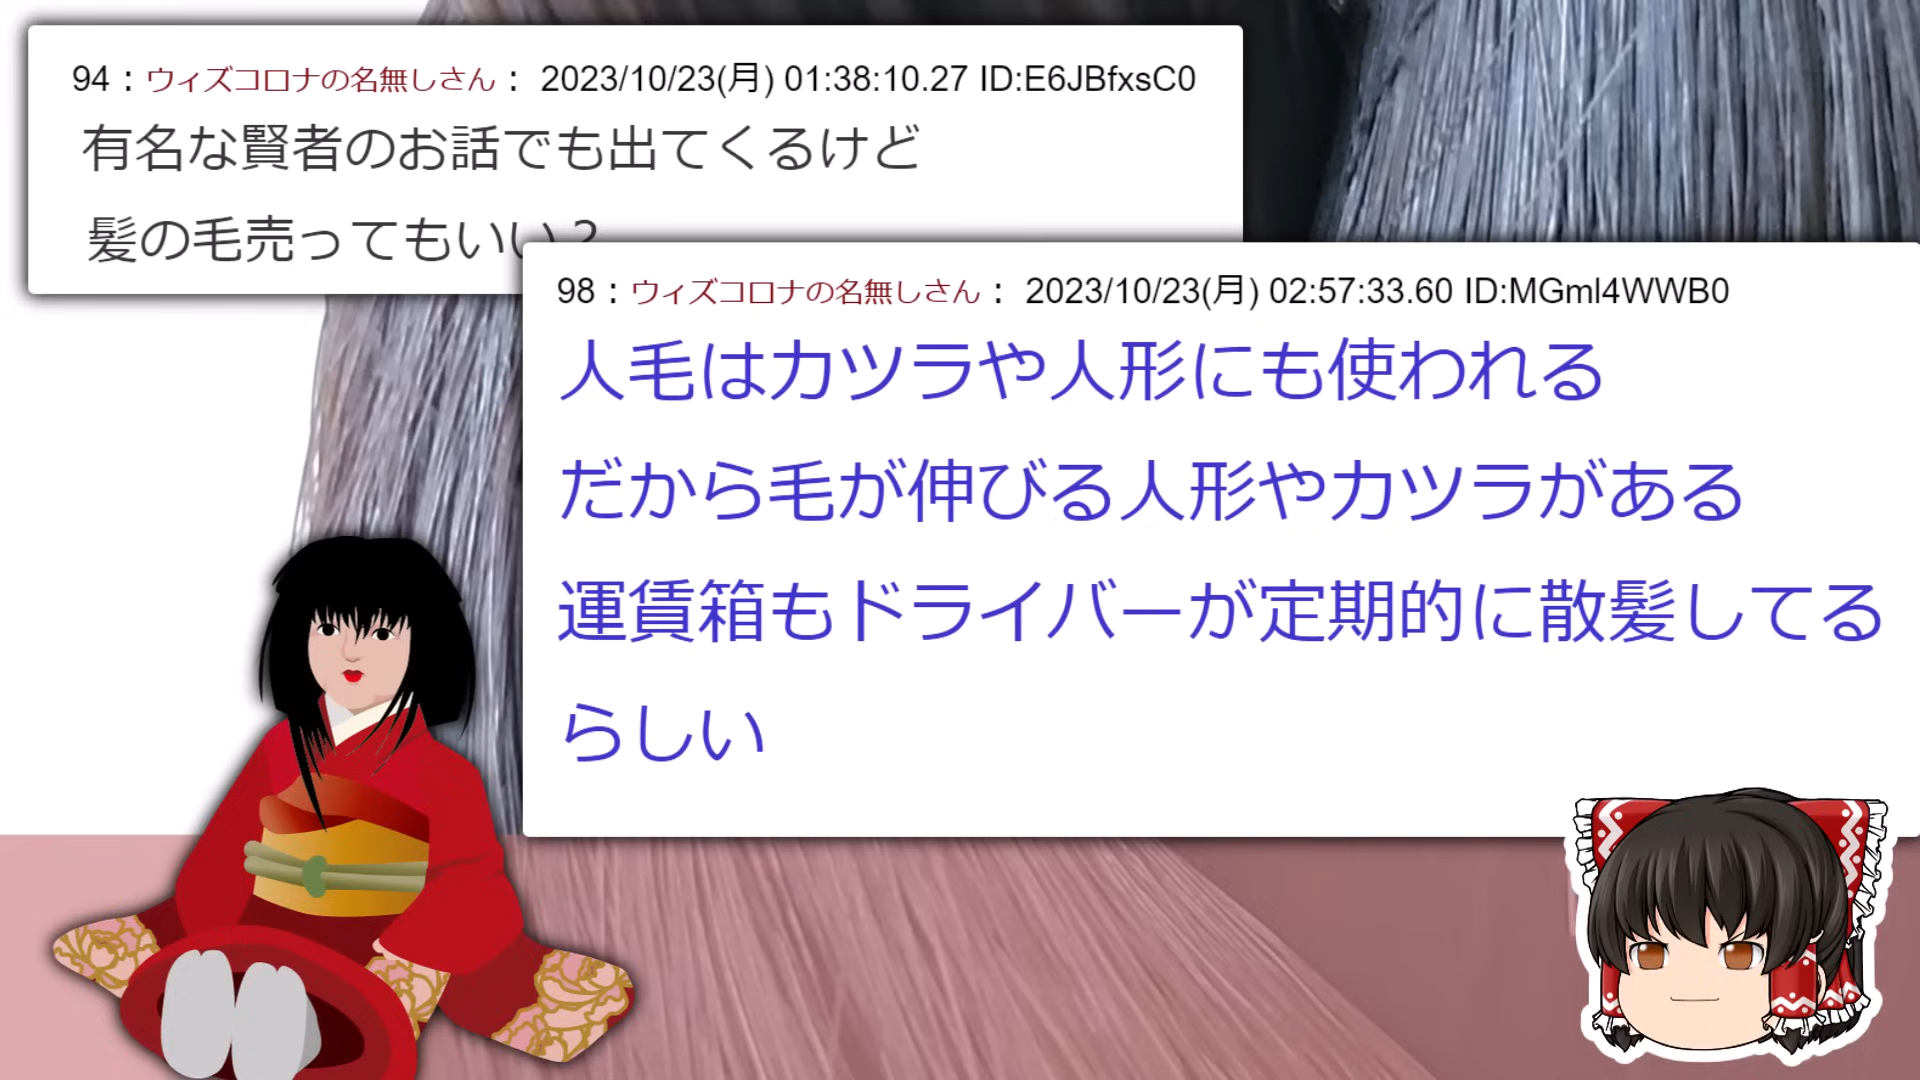 94：ウィズコロナの名無しさん： 2023/10/23(月) 01:38:10.27 ID:E6JBfxsC0
有名な賢者のお話でも出てくるけど
髪の毛売ってもいい？
98：ウィズコロナの名無しさん： 2023/10/23(月) 02:57:33.60 ID:MGml4WWB0
人毛はカツラや人形にも使われる
だから毛が伸びる人形やカツラがある
運賃箱もドライバーが定期的に散髪してる
らしい